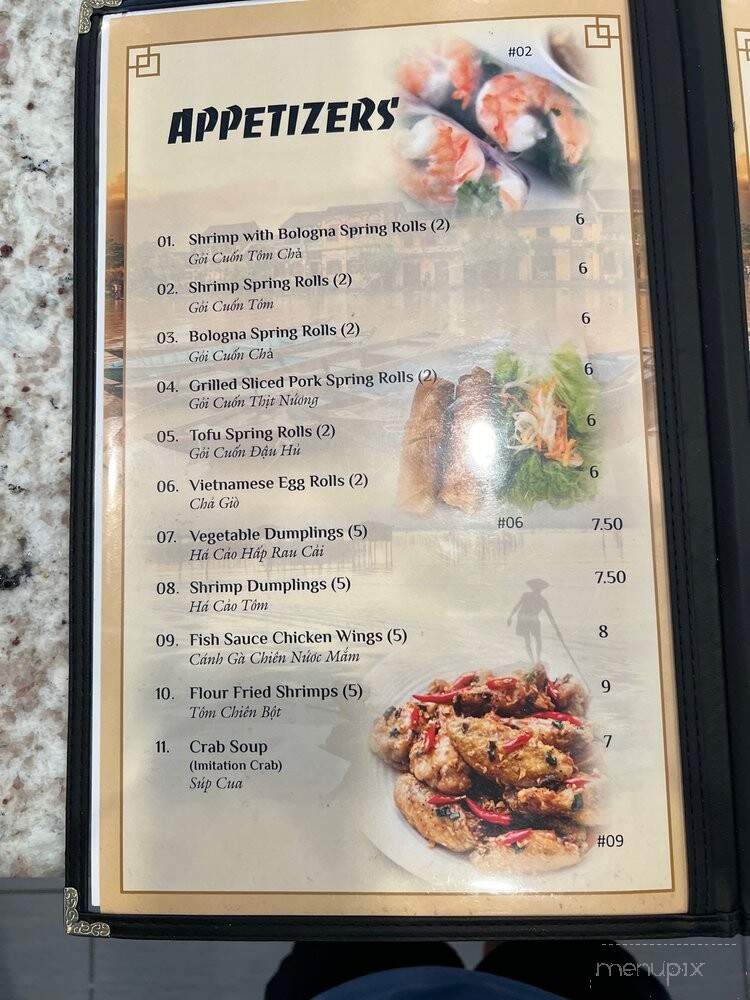 #02
APPETIZERS
01. Shrimp with Bologna Spring Rolls (2) 6
Gỏi Cuốn Tôm Chả
02. Shrimp Spring Rolls (2) 6
Gỏi Cuốn Tôm
03. Bologna Spring Rolls (2) 6
Gỏi Cuốn Chả
04. Grilled Sliced Pork Spring Rolls (2) 6
Gỏi Cuốn Thịt Nướng
05. Tofu Spring Rolls (2) 6
Gỏi Cuốn Đậu Hủ
06. Vietnamese Egg Rolls (2) 6
Chả Giò
#06
07. Vegetable Dumplings (5) 7.50
Há Cảo Hấp Rau Cải
08. Shrimp Dumplings (5) 7.50
Há Cảo Tôm
09. Fish Sauce Chicken Wings (5) 8
Cánh Gà Chiên Nước Mắm
10. Flour Fried Shrimps (5) 9
Tôm Chiên Bột
11. Crab Soup 7
(Imitation Crab)
Súp Cua
#09
menupix